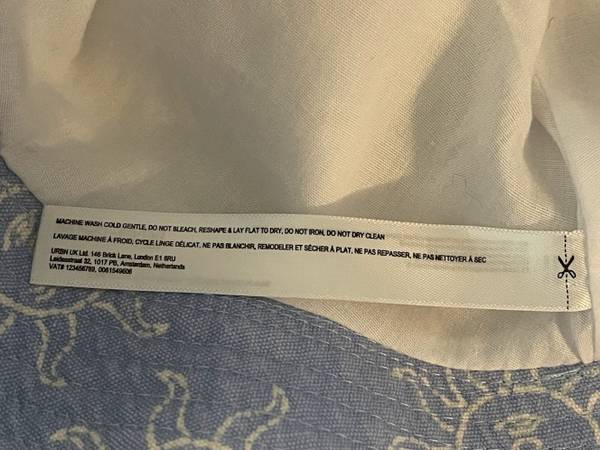 MACHINE WASH COLD GENTLE, DO NOT BLEACH, RESHAPE & LAY FLAT TO DRY, DO NOT IRON, DO NOT DRY CLEAN
LAVAGE MACHINE À FROID, CYCLE LINGE DÉLICAT, NE PAS BLANCHIR, REMODELER ET SÉCHER À PLAT, NE PAS REPASSER, NE PAS NETTOYER À SEC
URBN UK Ltd. 146 Brick Lane, London E1 6RU
Leidsestraat 32, 1017 PB, Amsterdam, Netherlands
VAT# 123456789, 0061549606